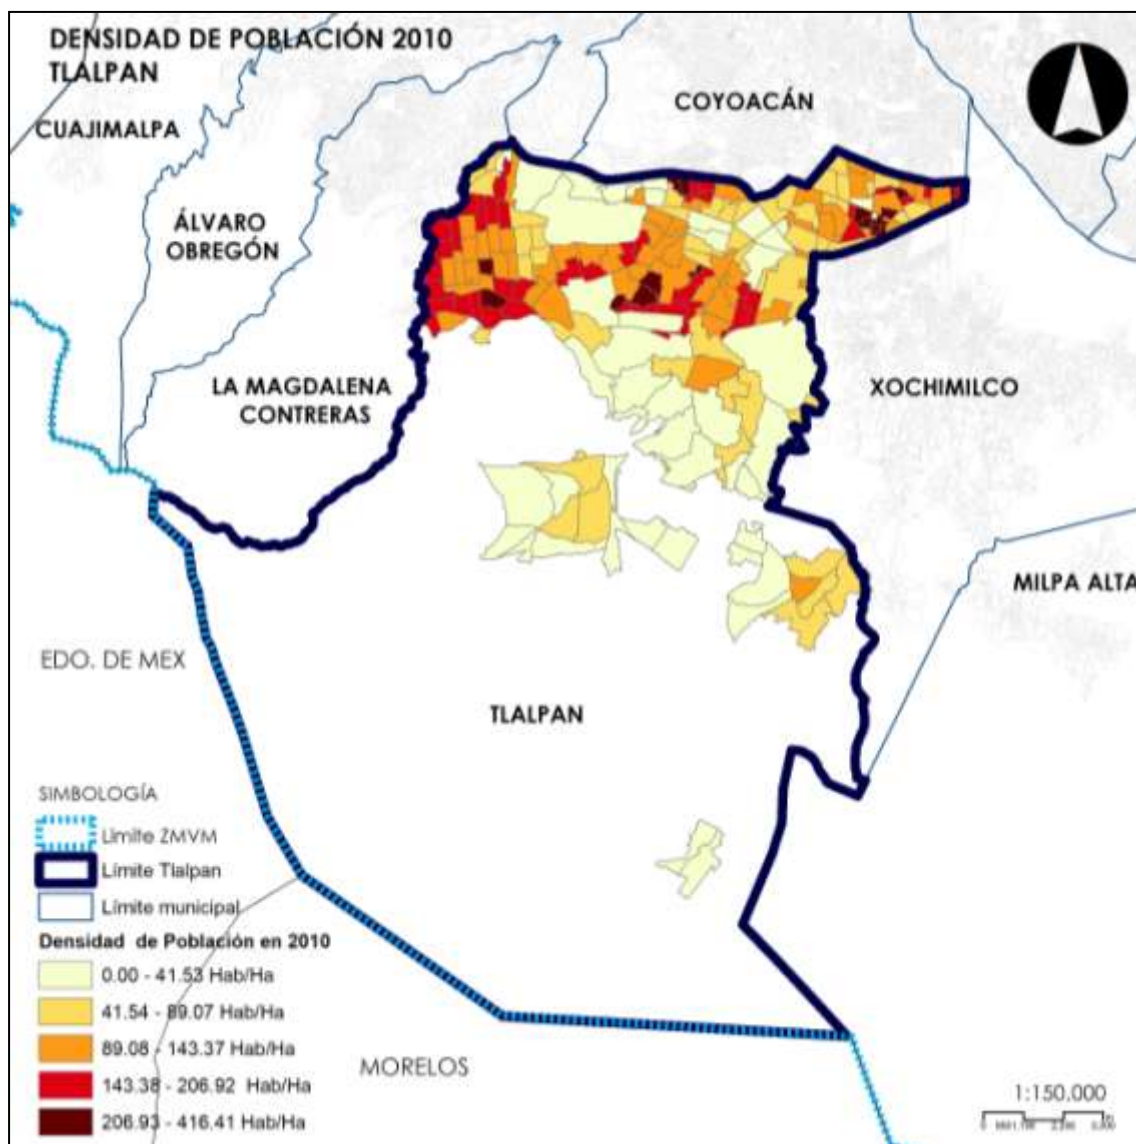 DENSIDAD DE POBLACIÓN 2010
TLALPAN
COYOACÁN
CUAJIMALPA
ÁLVARO
OBREGÓN
LA MAGDALENA
CONTRERAS
XOCHIMILCO
MILPA ALTA
EDO. DE MEX
TLALPAN
SIMBOLOGÍA
Límite ZMVM
Límite Tlalpan
Límite municipal
Densidad de Población en 2010
0.00 - 41.53 Hab/Ha
41.54 - 89.07 Hab/Ha
89.08 - 143.37 Hab/Ha
143.38 - 206.92 Hab/Ha
206.93 - 416.41 Hab/Ha
MORELOS
1:150,000